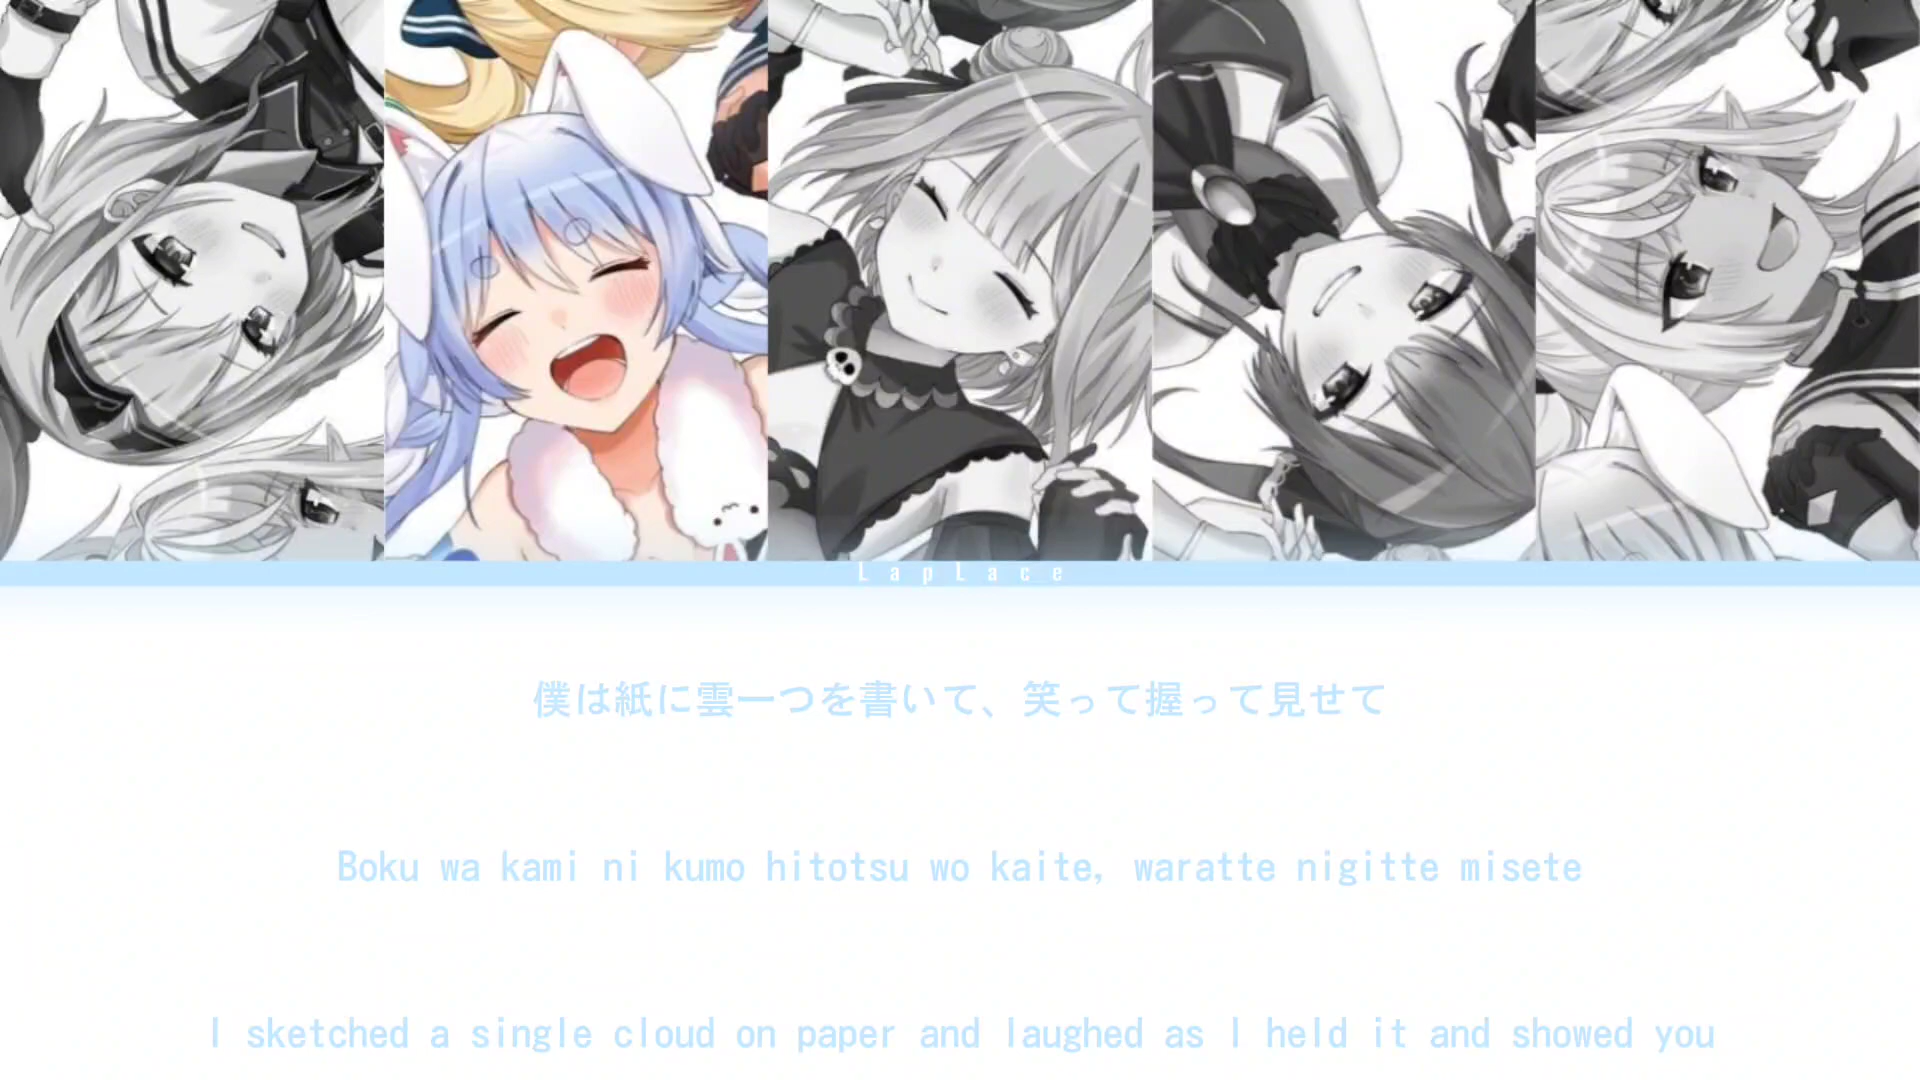 LapLace
僕は紙に雲一つを書いて、笑って握って見せて
Boku wa kami ni kumo hitotsu wo kaite, waratte nigitte misete
I sketched a single cloud on paper and laughed as I held it and showed you